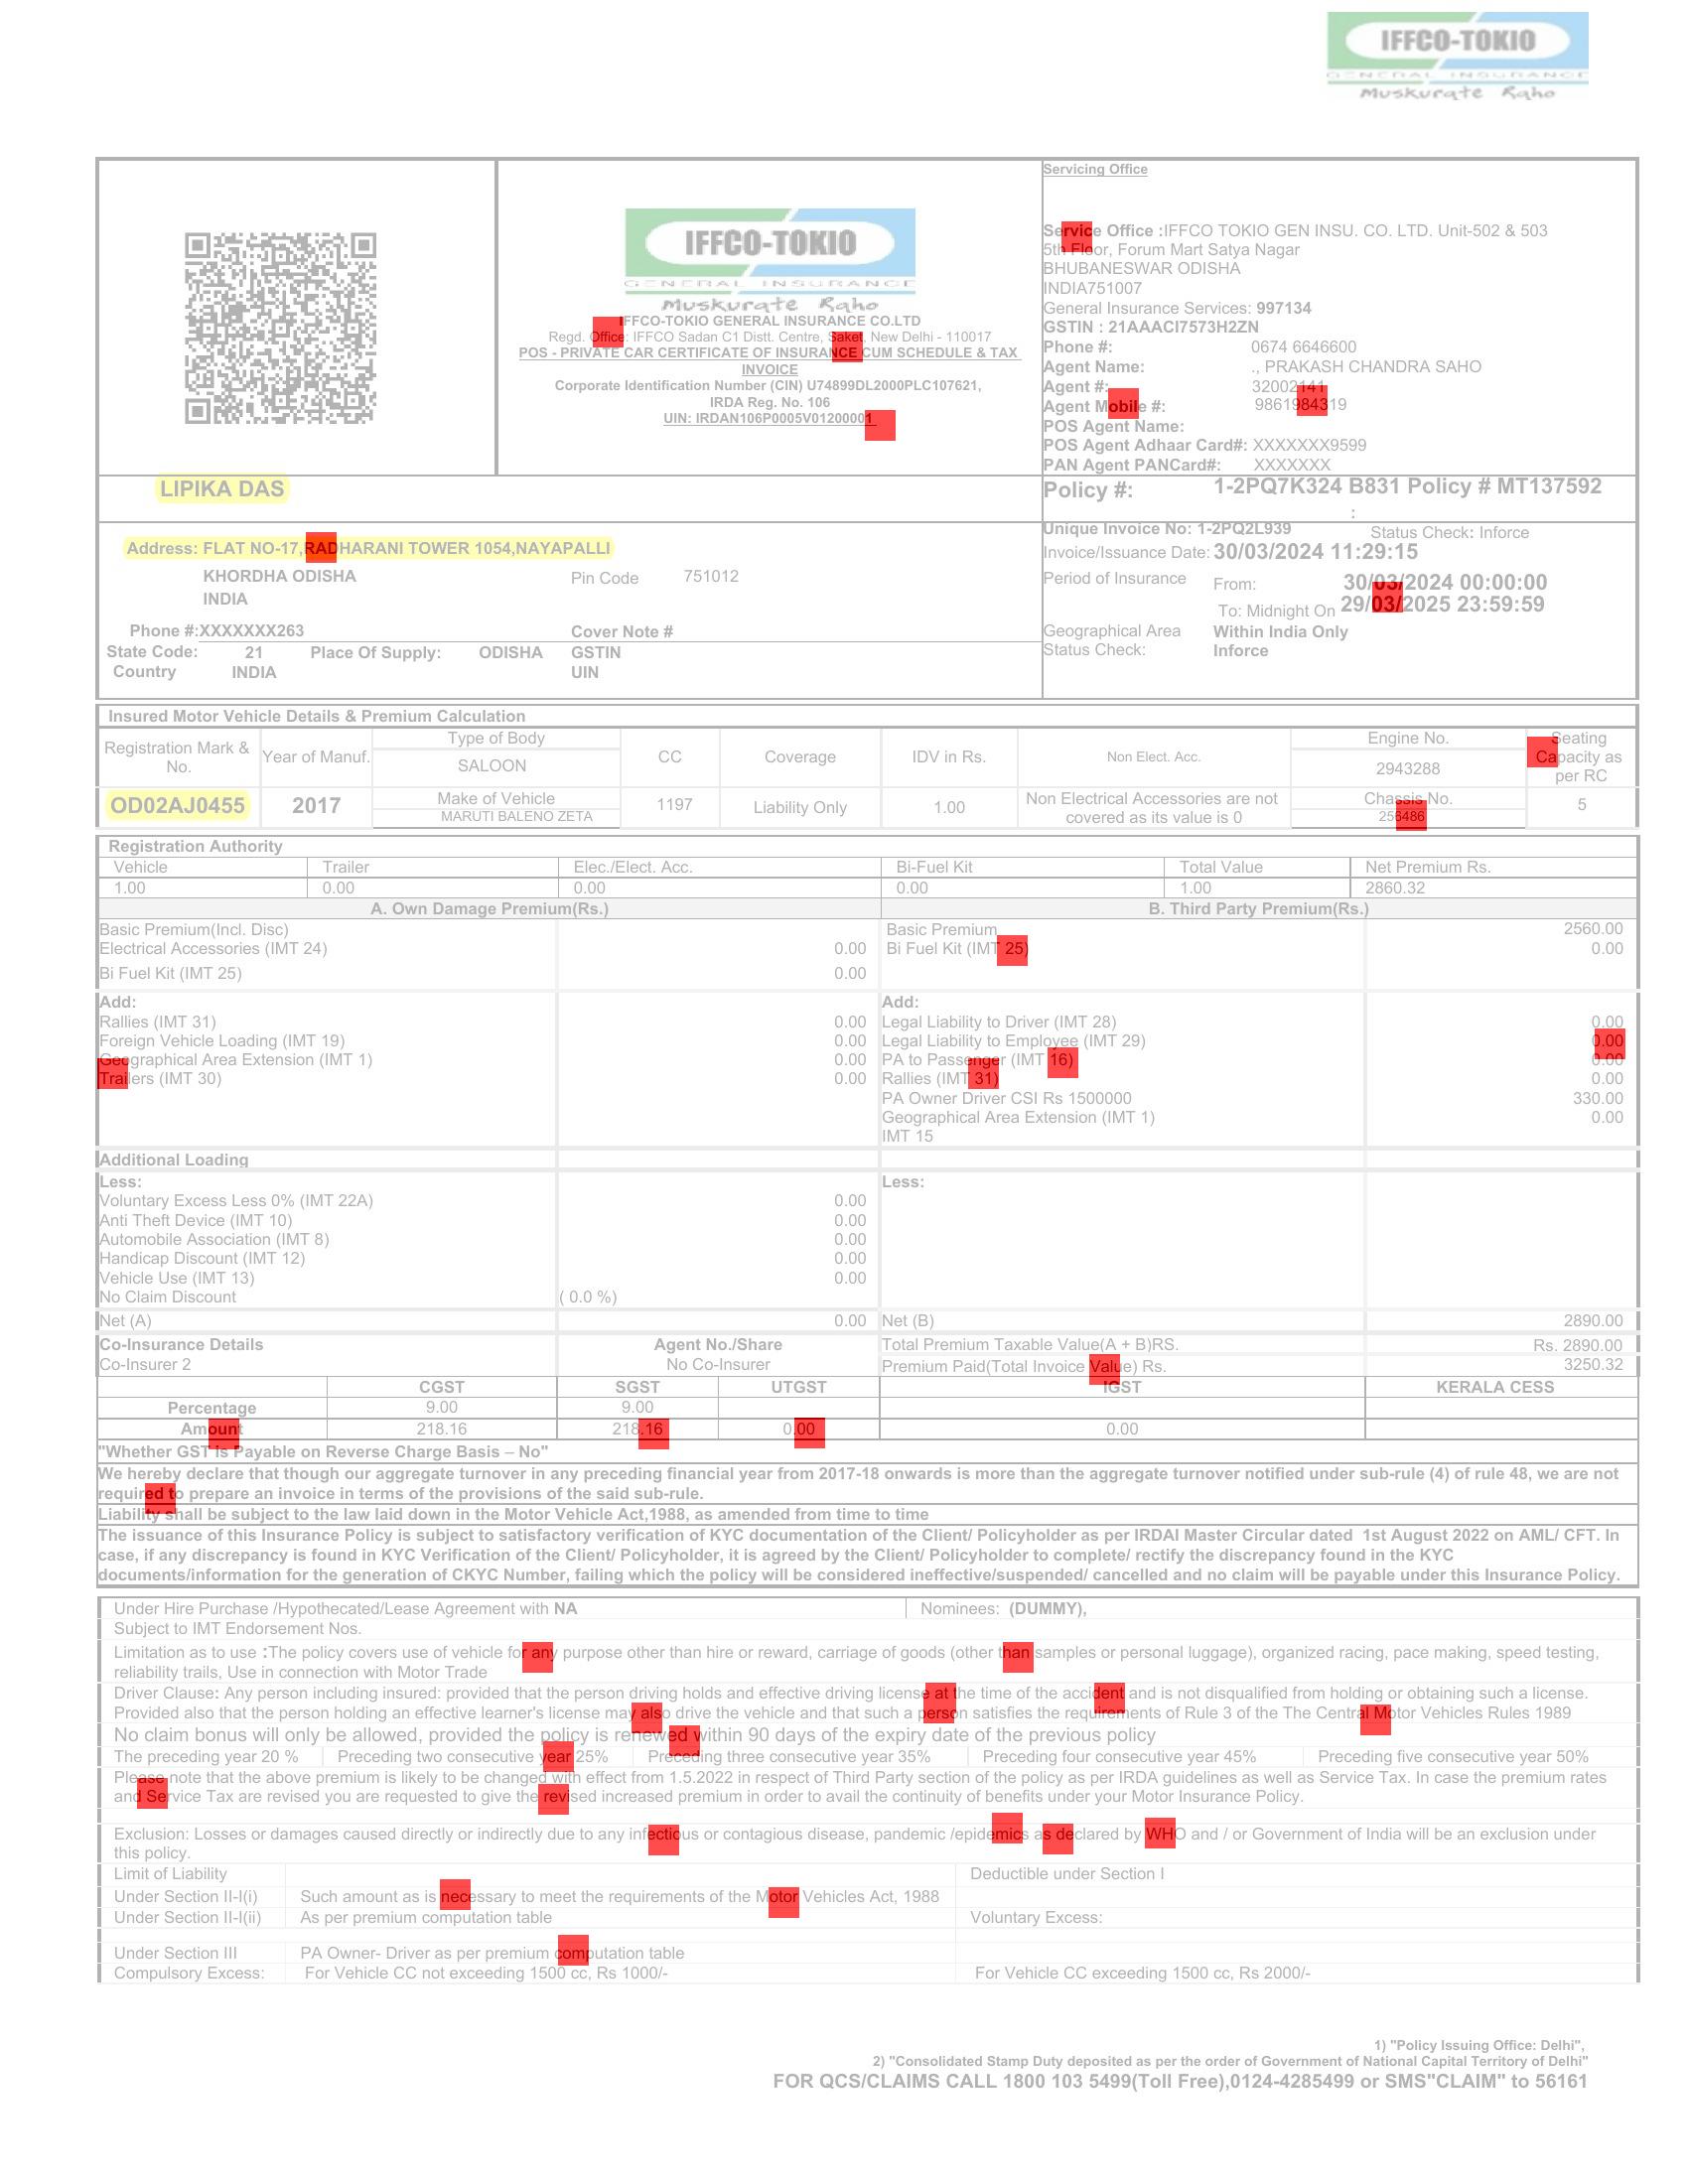 IFFCO-TOKIO
GENERAL INSURANCE
Muskurate Raho
Servicing Office
IFFCO-TOKIO
GENERAL INSURANCE
Muskurate Raho
IFFCO-TOKIO GENERAL INSURANCE CO.LTD
Regd. Office: IFFCO Sadan C1 Distt. Centre, Saket, New Delhi - 110017
POS - PRIVATE CAR CERTIFICATE OF INSURANCE CUM SCHEDULE & TAX
INVOICE
Corporate Identification Number (CIN) U74899DL2000PLC107621,
IRDA Reg. No. 106
UIN: IRDAN106P0005V01200001
Service Office :IFFCO TOKIO GEN INSU. CO. LTD. Unit-502 & 503
5th Floor, Forum Mart Satya Nagar
BHUBANESWAR ODISHA
INDIA751007
General Insurance Services: 997134
GSTIN : 21AAACI7573H2ZN
Phone #: 0674 6646600
Agent Name: ., PRAKASH CHANDRA SAHO
Agent #: 32002141
Agent Mobile #: 9861984319
POS Agent Name:
POS Agent Adhaar Card#: XXXXXXX9599
PAN Agent PANCard#: XXXXXXX
LIPIKA DAS
Policy #: 1-2PQ7K324 B831 Policy # MT137592
:
Address: FLAT NO-17,RADHARANI TOWER 1054,NAYAPALLI
KHORDHA ODISHA Pin Code 751012
INDIA
Phone #:XXXXXXX263 Cover Note #
State Code: 21 Place Of Supply: ODISHA GSTIN
Country INDIA UIN
Unique Invoice No: 1-2PQ2L939 Status Check: Inforce
Invoice/Issuance Date: 30/03/2024 11:29:15
Period of Insurance From: 30/03/2024 00:00:00
To: Midnight On 29/03/2025 23:59:59
Geographical Area Within India Only
Status Check: Inforce
Insured Motor Vehicle Details & Premium Calculation
Registration Mark & No. Year of Manuf. Type of Body CC Coverage IDV in Rs. Non Elect. Acc. Engine No. Seating Capacity as per RC
SALOON 2943288
OD02AJ0455 2017 Make of Vehicle 1197 Liability Only 1.00 Non Electrical Accessories are not covered as its value is 0 Chassis No. 5
MARUTI BALENO ZETA 256486
Registration Authority
Vehicle Trailer Elec./Elect. Acc. Bi-Fuel Kit Total Value Net Premium Rs.
1.00 0.00 0.00 0.00 1.00 2860.32
A. Own Damage Premium(Rs.) B. Third Party Premium(Rs.)
Basic Premium(Incl. Disc) Basic Premium 2560.00
Electrical Accessories (IMT 24) 0.00 Bi Fuel Kit (IMT 25) 0.00
Bi Fuel Kit (IMT 25) 0.00
Add: Add:
Rallies (IMT 31) 0.00 Legal Liability to Driver (IMT 28) 0.00
Foreign Vehicle Loading (IMT 19) 0.00 Legal Liability to Employee (IMT 29) 0.00
Geographical Area Extension (IMT 1) 0.00 PA to Passenger (IMT 16) 0.00
Trailers (IMT 30) 0.00 Rallies (IMT 31) 0.00
PA Owner Driver CSI Rs 1500000 330.00
Geographical Area Extension (IMT 1) 0.00
IMT 15
Additional Loading
Less: Less:
Voluntary Excess Less 0% (IMT 22A) 0.00
Anti Theft Device (IMT 10) 0.00
Automobile Association (IMT 8) 0.00
Handicap Discount (IMT 12) 0.00
Vehicle Use (IMT 13) 0.00
No Claim Discount ( 0.0 %)
Net (A) 0.00 Net (B) 2890.00
Co-Insurance Details Agent No./Share Total Premium Taxable Value(A + B)RS. Rs. 2890.00
Co-Insurer 2 No Co-Insurer Premium Paid(Total Invoice Value) Rs. 3250.32
CGST SGST UTGST IGST KERALA CESS
Percentage 9.00 9.00
Amount 218.16 218.16 0.00 0.00
"Whether GST is Payable on Reverse Charge Basis – No"
We hereby declare that though our aggregate turnover in any preceding financial year from 2017-18 onwards is more than the aggregate turnover notified under sub-rule (4) of rule 48, we are not
required to prepare an invoice in terms of the provisions of the said sub-rule.
Liability shall be subject to the law laid down in the Motor Vehicle Act,1988, as amended from time to time
The issuance of this Insurance Policy is subject to satisfactory verification of KYC documentation of the Client/ Policyholder as per IRDAI Master Circular dated 1st August 2022 on AML/ CFT. In
case, if any discrepancy is found in KYC Verification of the Client/ Policyholder, it is agreed by the Client/ Policyholder to complete/ rectify the discrepancy found in the KYC
documents/information for the generation of CKYC Number, failing which the policy will be considered ineffective/suspended/ cancelled and no claim will be payable under this Insurance Policy.
Under Hire Purchase /Hypothecated/Lease Agreement with NA Nominees: (DUMMY),
Subject to IMT Endorsement Nos.
Limitation as to use :The policy covers use of vehicle for any purpose other than hire or reward, carriage of goods (other than samples or personal luggage), organized racing, pace making, speed testing,
reliability trails, Use in connection with Motor Trade
Driver Clause: Any person including insured: provided that the person driving holds and effective driving license at the time of the accident and is not disqualified from holding or obtaining such a license.
Provided also that the person holding an effective learner's license may also drive the vehicle and that such a person satisfies the requirements of Rule 3 of the The Central Motor Vehicles Rules 1989
No claim bonus will only be allowed, provided the policy is renewed within 90 days of the expiry date of the previous policy
The preceding year 20 % Preceding two consecutive year 25% Preceding three consecutive year 35% Preceding four consecutive year 45% Preceding five consecutive year 50%
Please note that the above premium is likely to be changed with effect from 1.5.2022 in respect of Third Party section of the policy as per IRDA guidelines as well as Service Tax. In case the premium rates
and Service Tax are revised you are requested to give the revised increased premium in order to avail the continuity of benefits under your Motor Insurance Policy.
Exclusion: Losses or damages caused directly or indirectly due to any infectious or contagious disease, pandemic /epidemics as declared by WHO and / or Government of India will be an exclusion under
this policy.
Limit of Liability Deductible under Section I
Under Section II-I(i) Such amount as is necessary to meet the requirements of the Motor Vehicles Act, 1988
Under Section II-I(ii) As per premium computation table Voluntary Excess:
Under Section III PA Owner- Driver as per premium computation table
Compulsory Excess: For Vehicle CC not exceeding 1500 cc, Rs 1000/- For Vehicle CC exceeding 1500 cc, Rs 2000/-
1) "Policy Issuing Office: Delhi",
2) "Consolidated Stamp Duty deposited as per the order of Government of National Capital Territory of Delhi"
FOR QCS/CLAIMS CALL 1800 103 5499(Toll Free),0124-4285499 or SMS"CLAIM" to 56161